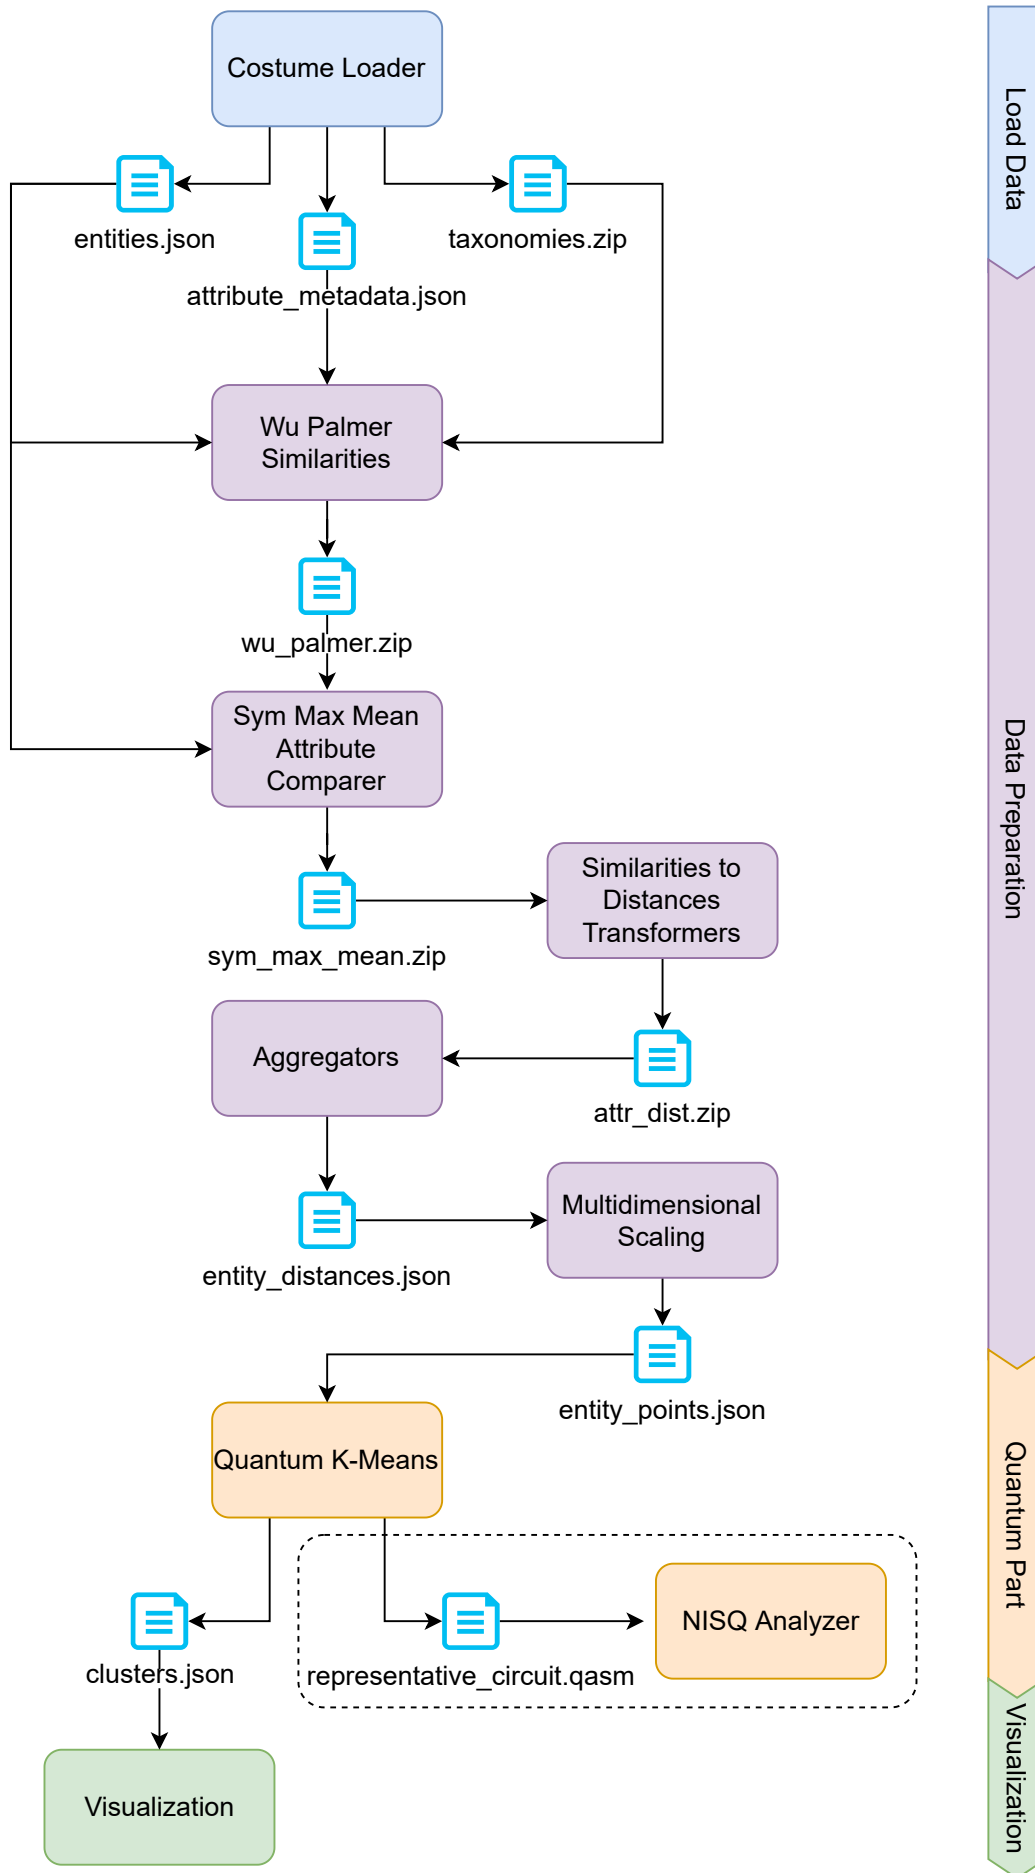 Costume Loader
entities.json
taxonomies.zip
attribute_metadata.json
Wu Palmer
Similarities
wu_palmer.zip
Sym Max Mean
Attribute
Comparer
sym_max_mean.zip
Similarities to
Distances
Transformers
Aggregators
attr_dist.zip
entity_distances.json
Multidimensional
Scaling
entity_points.json
Quantum K-Means
clusters.json
representative_circuit.qasm
NISQ Analyzer
Visualization
Load Data
Data Preparation
Quantum Part
Visualization